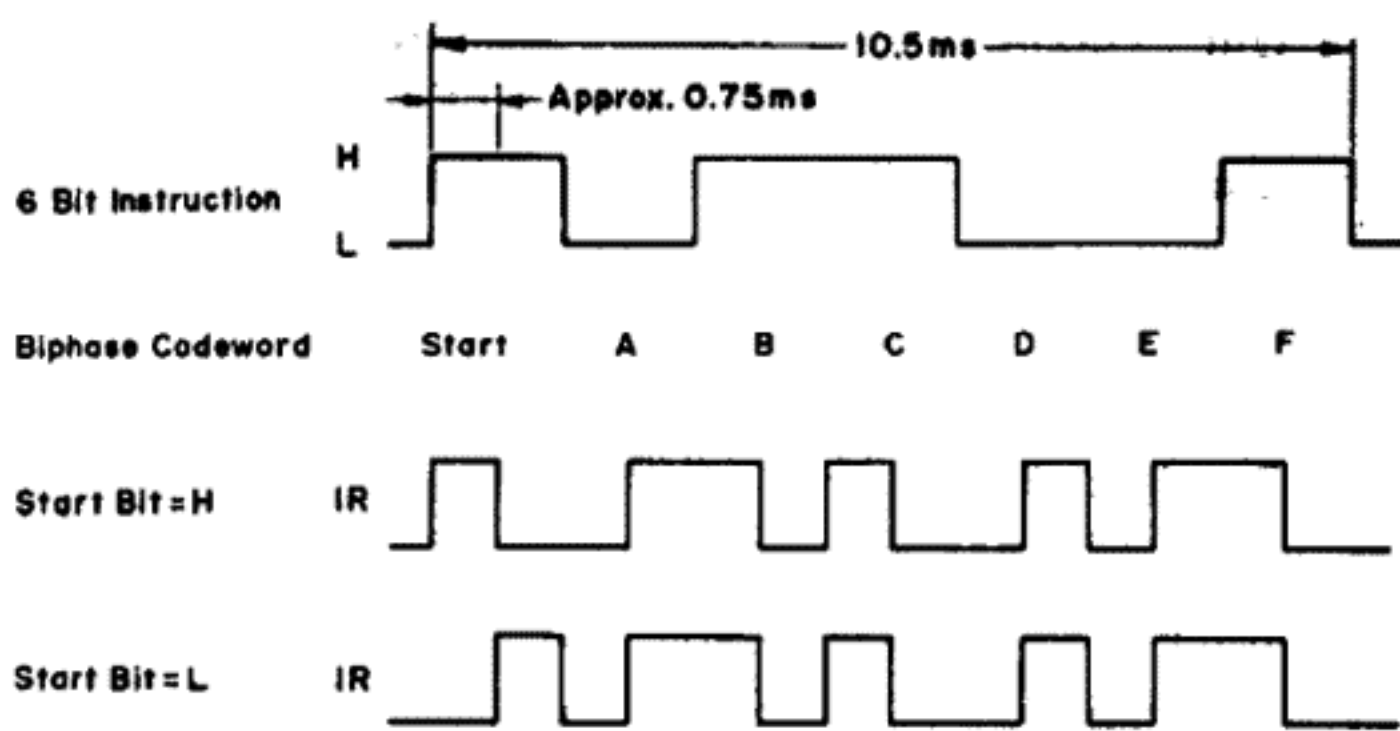 10.5ms
Approx. 0.75ms
H
6 Bit Instruction
L
Biphase Codeword Start A B C D E F
Start Bit=H IR
Start Bit=L IR